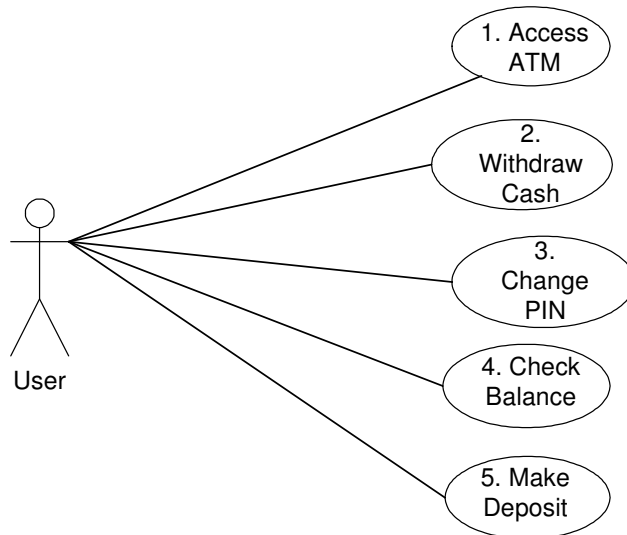 1. Access
ATM
2.
Withdraw
Cash
3.
Change
PIN
User
4. Check
Balance
5. Make
Deposit